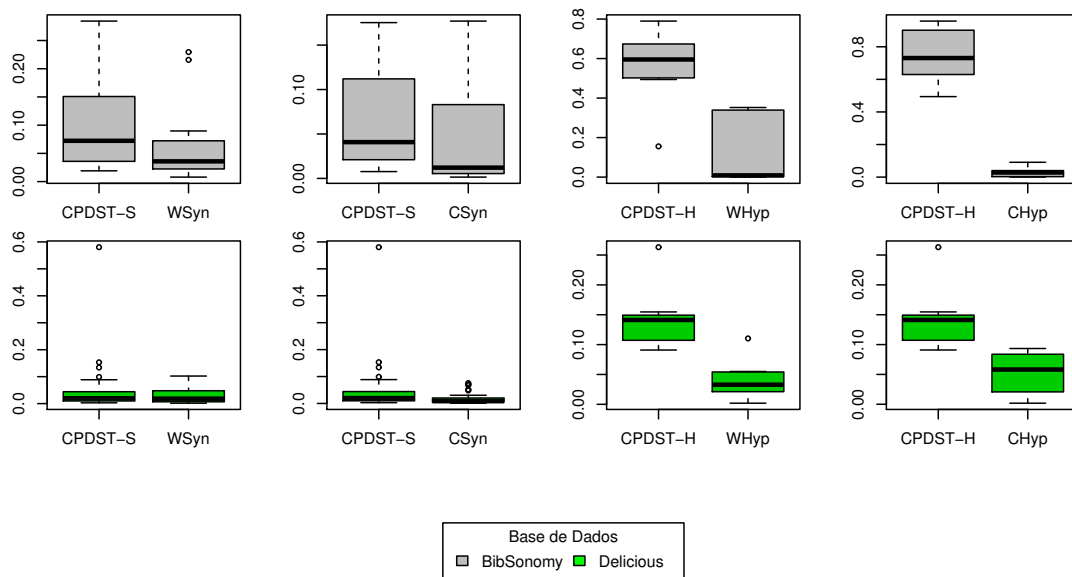 0.00 0.10 0.20
CPDST−S WSyn
0.00 0.10
CPDST−S CSyn
0.0 0.2 0.4 0.6 0.8
CPDST−H WHyp
0.0 0.4 0.8
CPDST−H CHyp
0.0 0.2 0.4 0.6
CPDST−S WSyn
0.0 0.2 0.4 0.6
CPDST−S CSyn
0.00 0.10 0.20
CPDST−H WHyp
0.00 0.10 0.20
CPDST−H CHyp
Base de Dados
BibSonomy Delicious